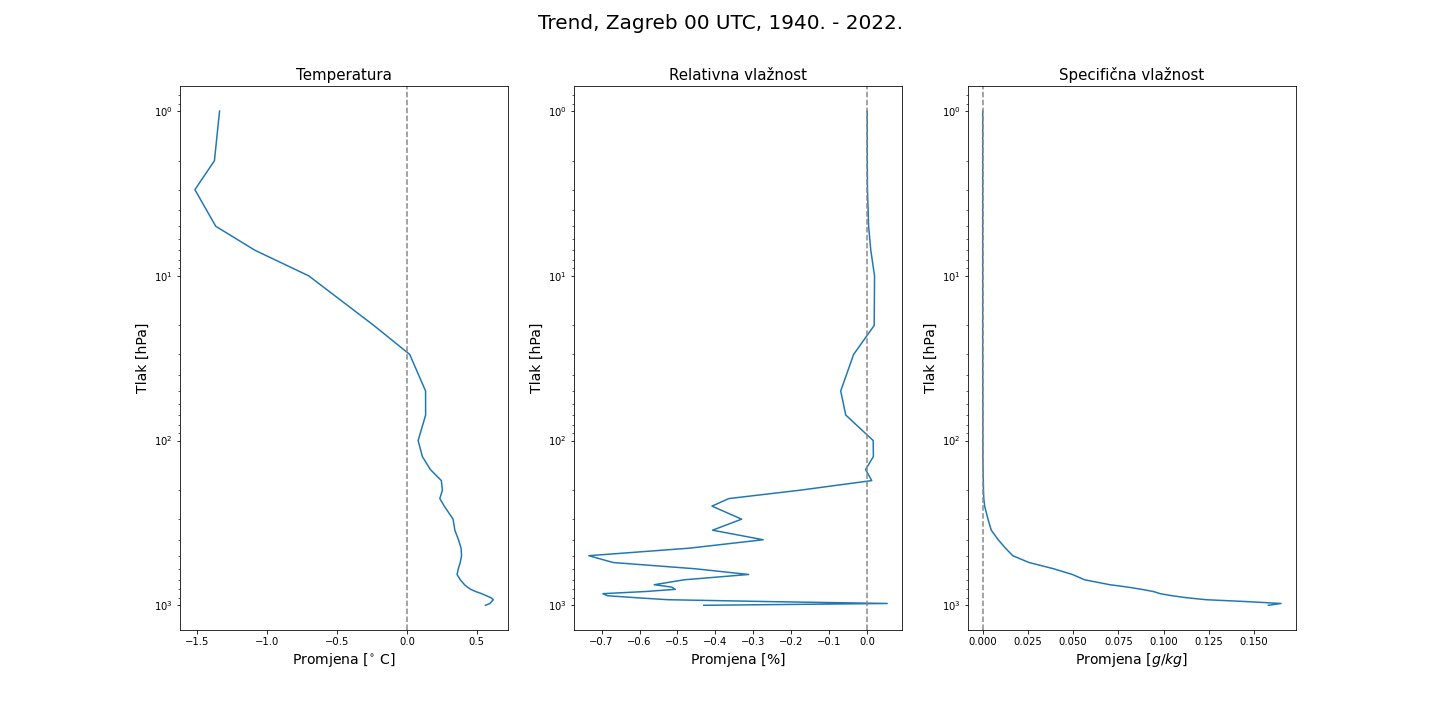 Trend, Zagreb 00 UTC, 1940. - 2022.
Temperatura
Relativna vlažnost
Specifična vlažnost
10⁰
10¹
10²
10³
Tlak [hPa]
−1.5 −1.0 −0.5 0.0 0.5
Promjena [° C]
10⁰
10¹
10²
10³
Tlak [hPa]
−0.7 −0.6 −0.5 −0.4 −0.3 −0.2 −0.1 0.0
Promjena [%]
10⁰
10¹
10²
10³
Tlak [hPa]
0.000 0.025 0.050 0.075 0.100 0.125 0.150
Promjena [g/kg]